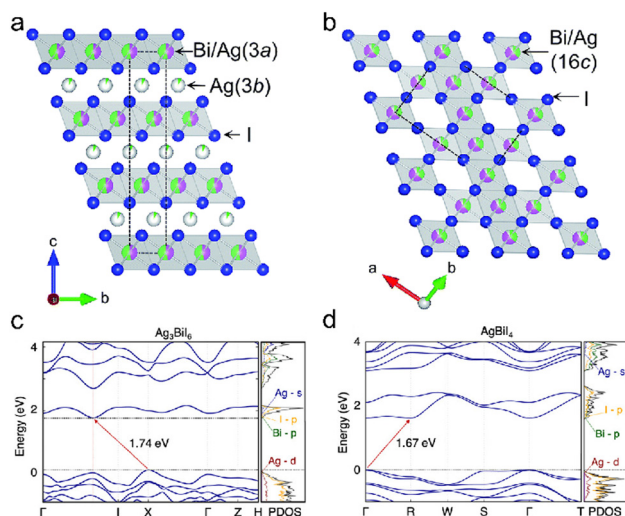 a
Bi/Ag(3a)
Ag(3b)
I
c
b
b
Bi/Ag
(16c)
I
a
b
c
Ag₃BiI₆
Energy (eV)
4
2
0
1.74 eV
Γ I X Γ Z H PDOS
Ag - s
I - p
Bi - p
Ag - d
d
AgBiI₄
Energy (eV)
4
2
0
1.67 eV
Γ R W S Γ T PDOS
Ag - s
I - p
Bi - p
Ag - d